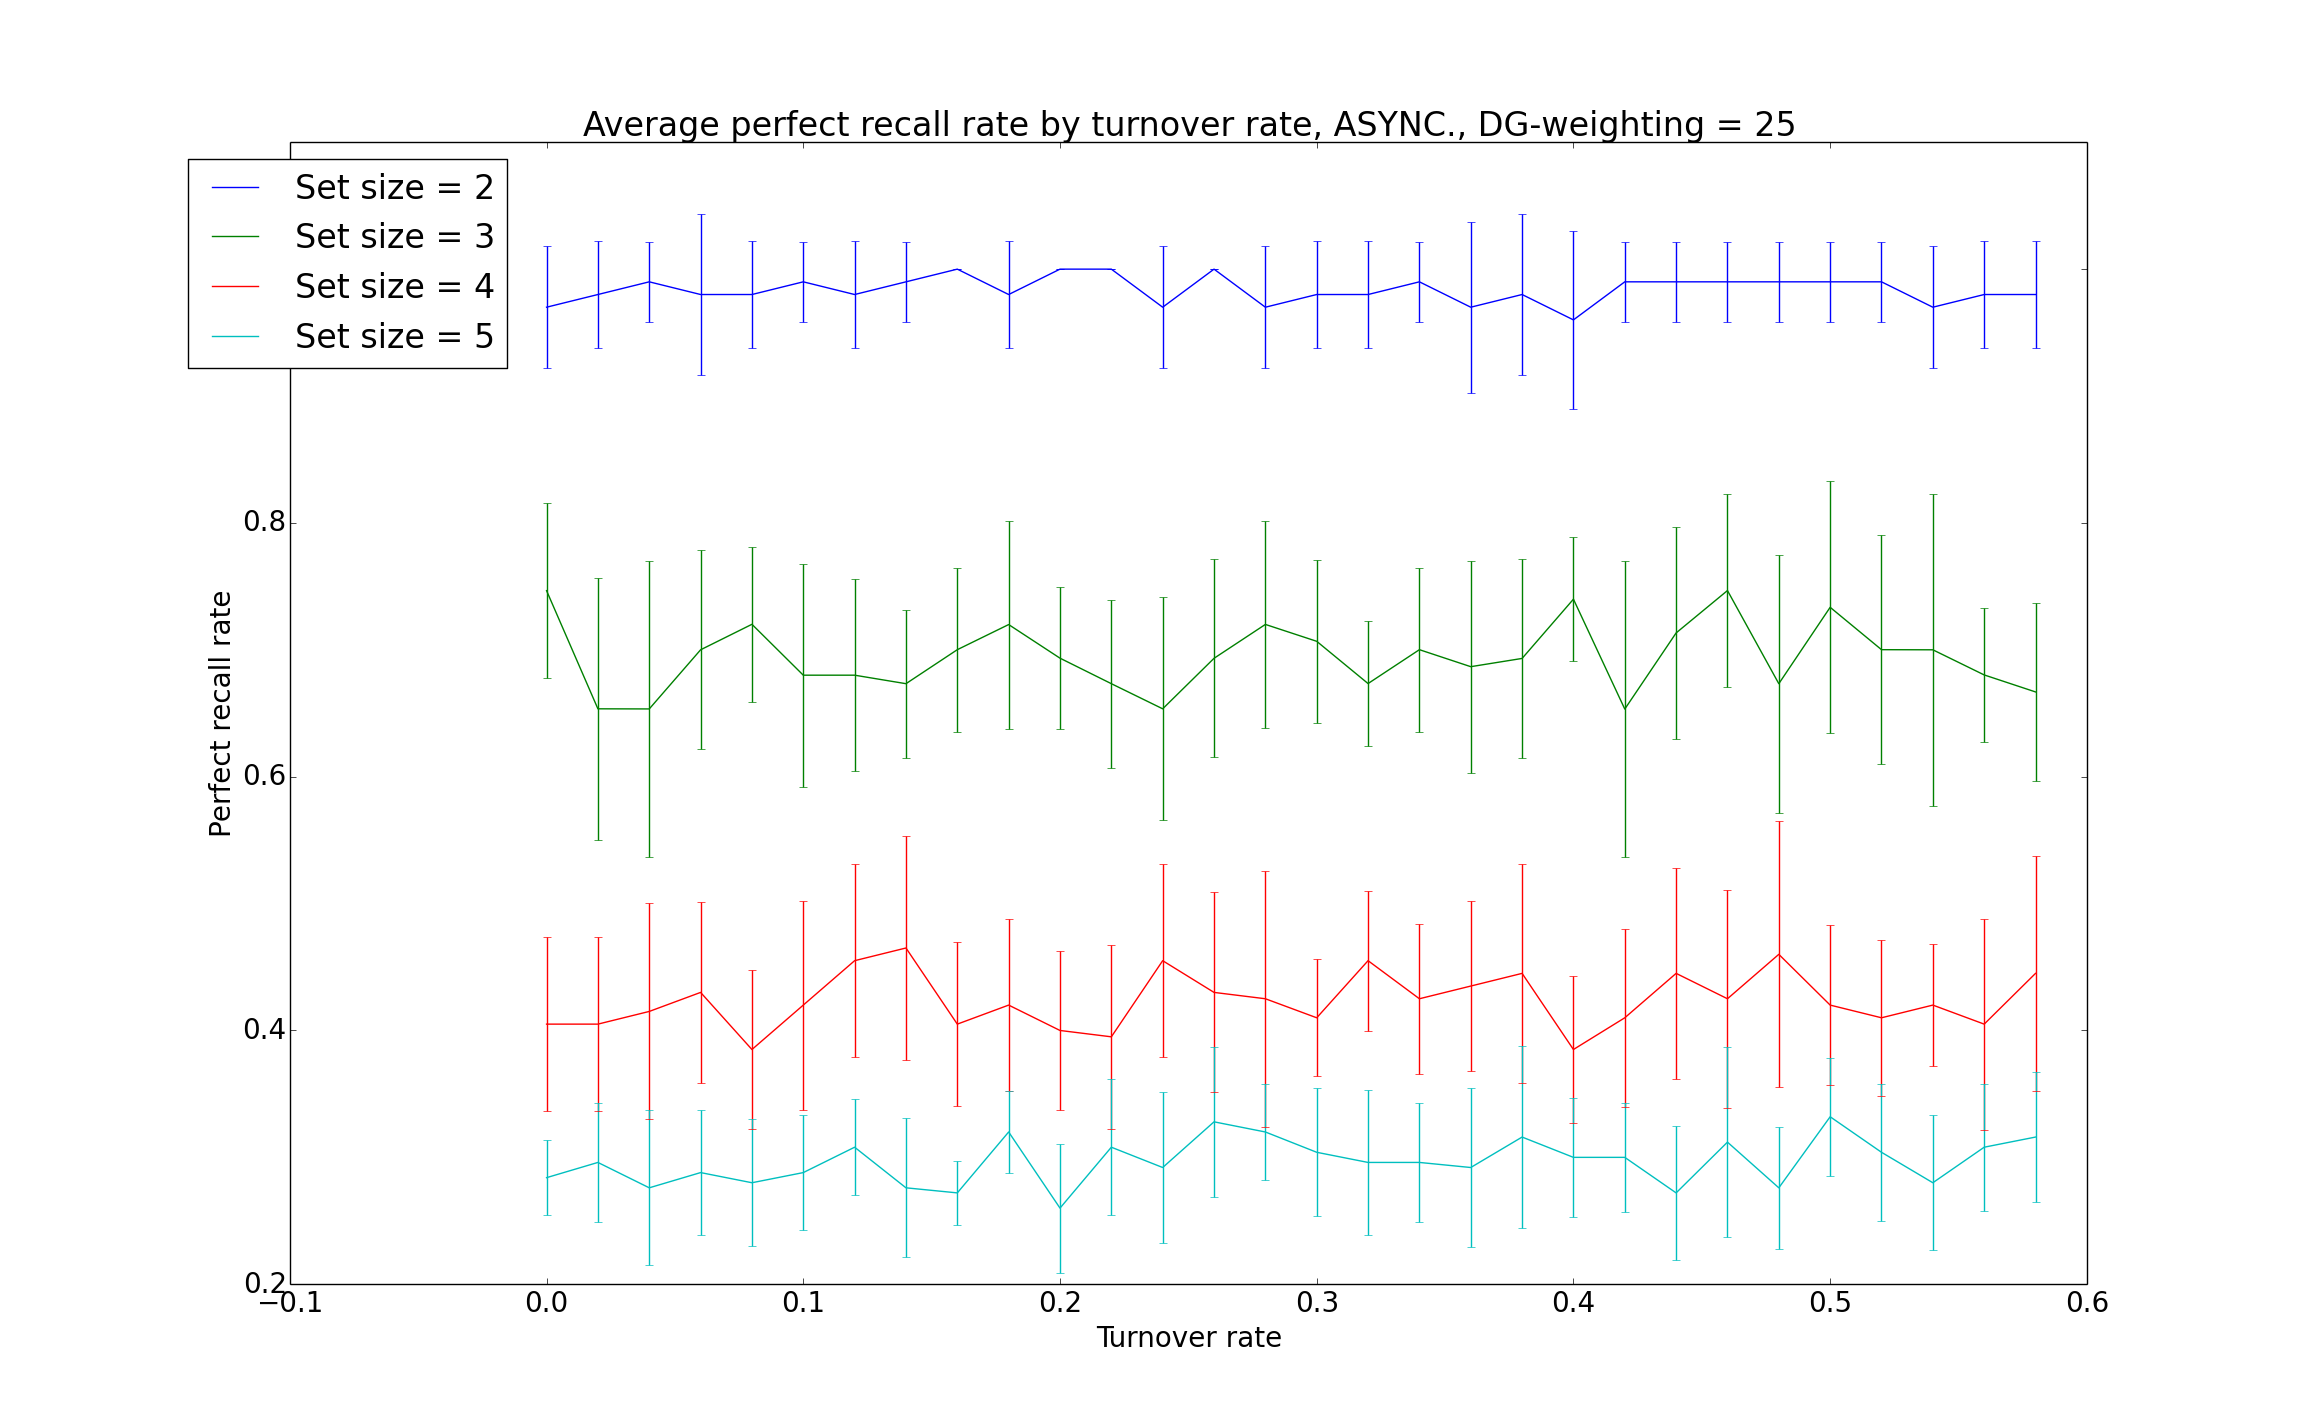 Average perfect recall rate by turnover rate, ASYNC., DG-weighting = 25
Set size = 2
Set size = 3
Set size = 4
Set size = 5
0.8
0.6
0.4
0.2
Perfect recall rate
−0.1 0.0 0.1 0.2 0.3 0.4 0.5 0.6
Turnover rate